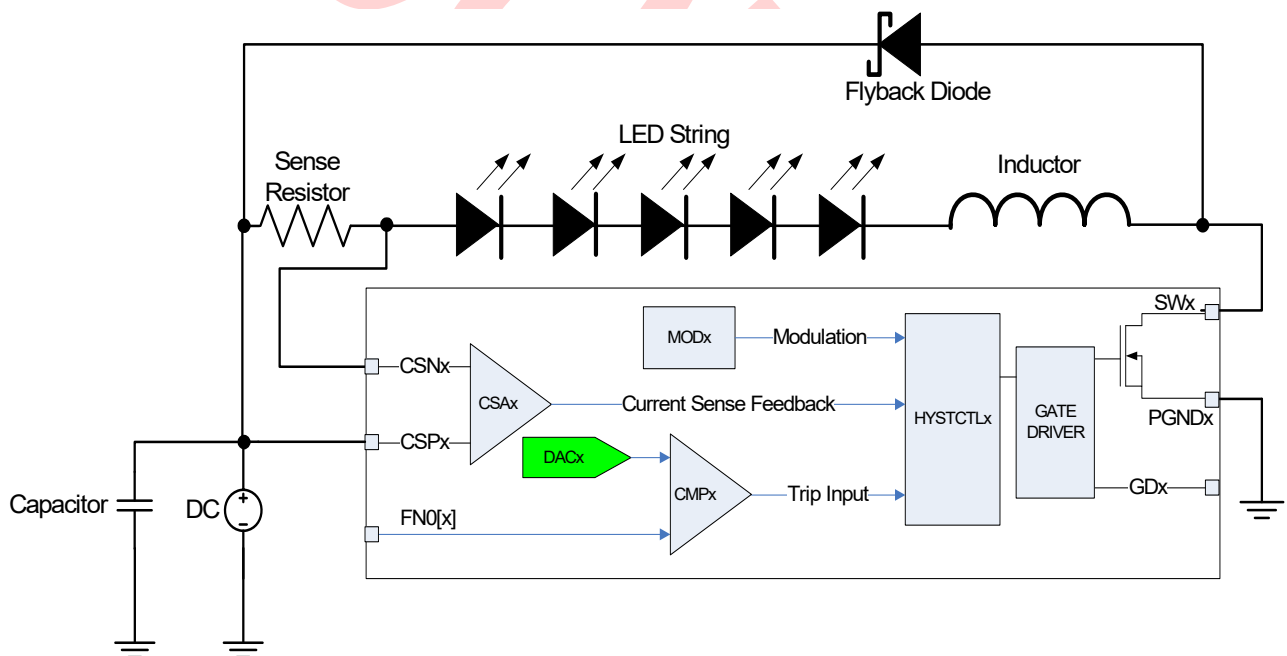 Flyback Diode
LED String
Sense
Resistor
Inductor
SWx
MODx
Modulation
CSNx
CSAx
Current Sense Feedback
HYSTCTLx
GATE
DRIVER
PGNDx
CSPx
DACx
CMPx
Trip Input
GDx
Capacitor
DC
+
-
FN0[x]